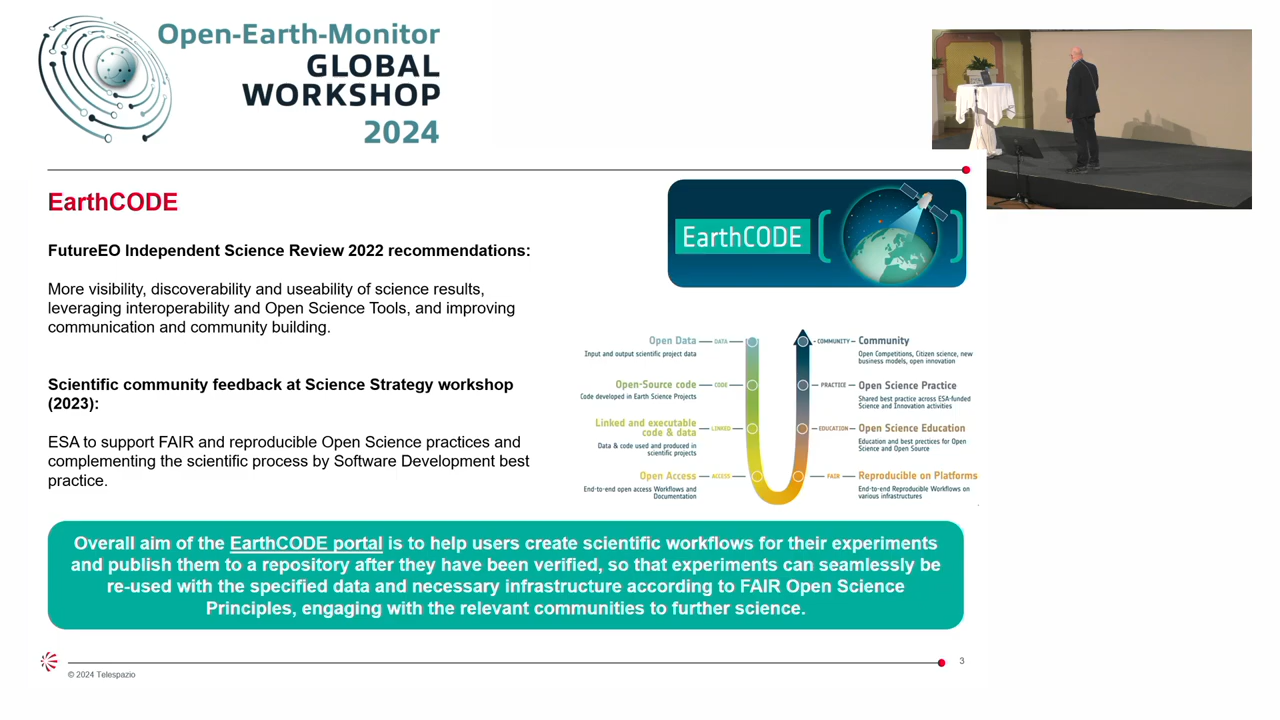 Open-Earth-Monitor
GLOBAL
WORKSHOP
2024
EarthCODE
EarthCODE
FutureEO Independent Science Review 2022 recommendations:
More visibility, discoverability and useability of science results,
leveraging interoperability and Open Science Tools, and improving
communication and community building.
Scientific community feedback at Science Strategy workshop
(2023):
ESA to support FAIR and reproducible Open Science practices and
complementing the scientific process by Software Development best
practice.
Open Data
DATA
Input and output scientific project data
Open-Source code
CODE
Code developed in Earth Science Projects
Linked and executable
code & data
LINKED
Data & code used and produced in
scientific projects
Open Access
ACCESS
End-to-end open access Workflows and
Documentation
COMMUNITY
Community
Open Competitions, Citizen science, new
business models, open innovation
PRACTICE
Open Science Practice
Shared best practice across ESA-funded
Science and Innovation activities
EDUCATION
Open Science Education
Education and best prectices for Open
Science and Open Source
FAIR
Reproducible on Platforms
End-to-end Reproducible Workflows on
various infrastructures
Overall aim of the EarthCODE portal is to help users create scientific workflows for their experiments
and publish them to a repository after they have been verified, so that experiments can seamlessly be
re-used with the specified data and necessary infrastructure according to FAIR Open Science
Principles, engaging with the relevant communities to further science.
© 2024 Telespazio
3